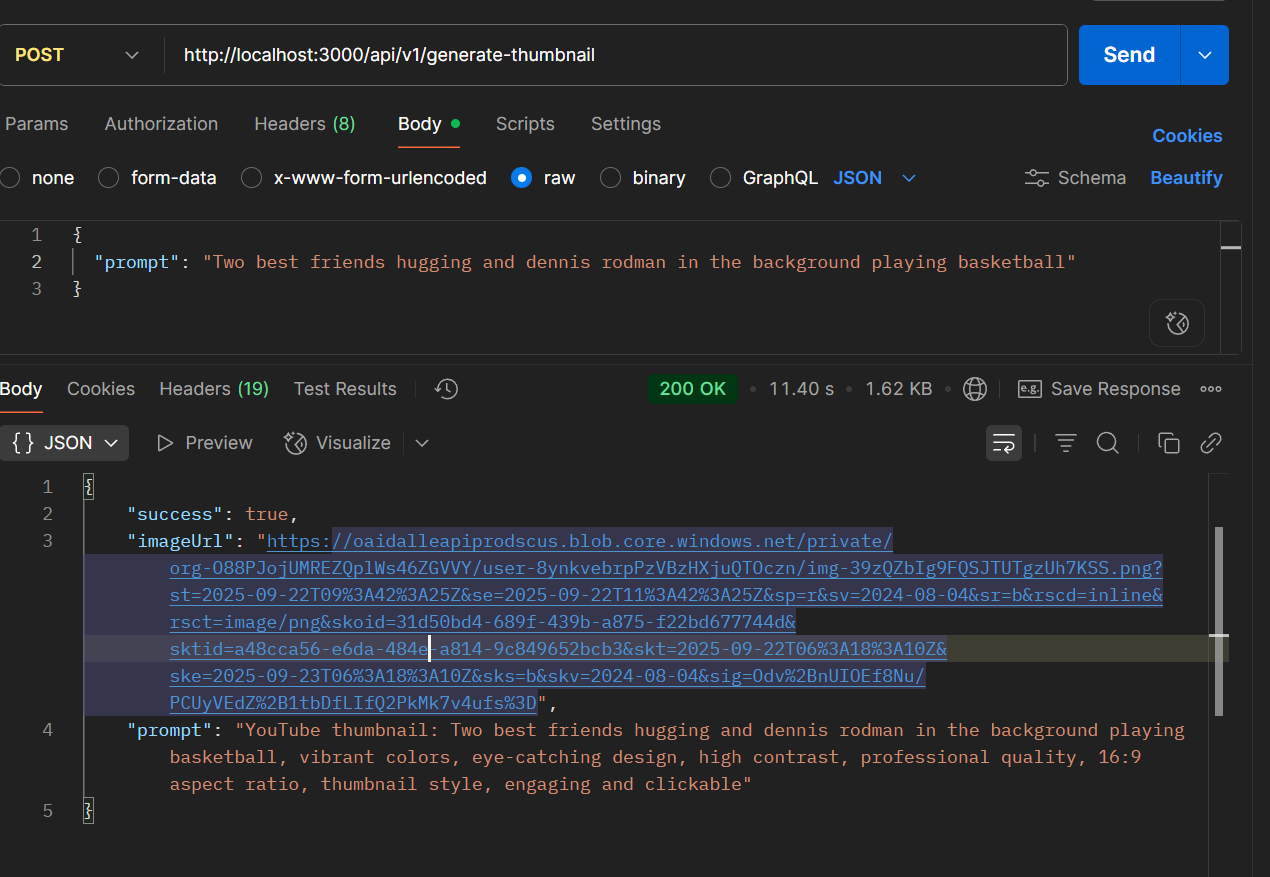 POST
http://localhost:3000/api/v1/generate-thumbnail
Send
Params
Authorization
Headers (8)
Body
Scripts
Settings
Cookies
none
form-data
x-www-form-urlencoded
raw
binary
GraphQL
JSON
Schema
Beautify
1 {
2 "prompt": "Two best friends hugging and dennis rodman in the background playing basketball"
3 }
Body
Cookies
Headers (19)
Test Results
200 OK
11.40 s
1.62 KB
e.g.
Save Response
{} JSON
Preview
Visualize
1 {
2 "success": true,
3 "imageUrl": "https://oaidalleapiprodscus.blob.core.windows.net/private/
org-O88PJojUMREZQplWs46ZGVVY/user-8ynkvebrpPzVBzHXjuQTOczn/img-39zQZbIg9FQSJTUTgzUh7KSS.png?
st=2025-09-22T09%3A42%3A25Z&se=2025-09-22T11%3A42%3A25Z&sp=r&sv=2024-08-04&sr=b&rscd=inline&
rsct=image/png&skoid=31d50bd4-689f-439b-a875-f22bd677744d&
sktid=a48cca56-e6da-484e-a814-9c849652bcb3&skt=2025-09-22T06%3A18%3A10Z&
ske=2025-09-23T06%3A18%3A10Z&sks=b&skv=2024-08-04&sig=Odv%2BnUIOEf8Nu/
PCUyVEdZ%2B1tbDfLIfQ2PkMk7v4ufs%3D",
4 "prompt": "YouTube thumbnail: Two best friends hugging and dennis rodman in the background playing
basketball, vibrant colors, eye-catching design, high contrast, professional quality, 16:9
aspect ratio, thumbnail style, engaging and clickable"
5 }